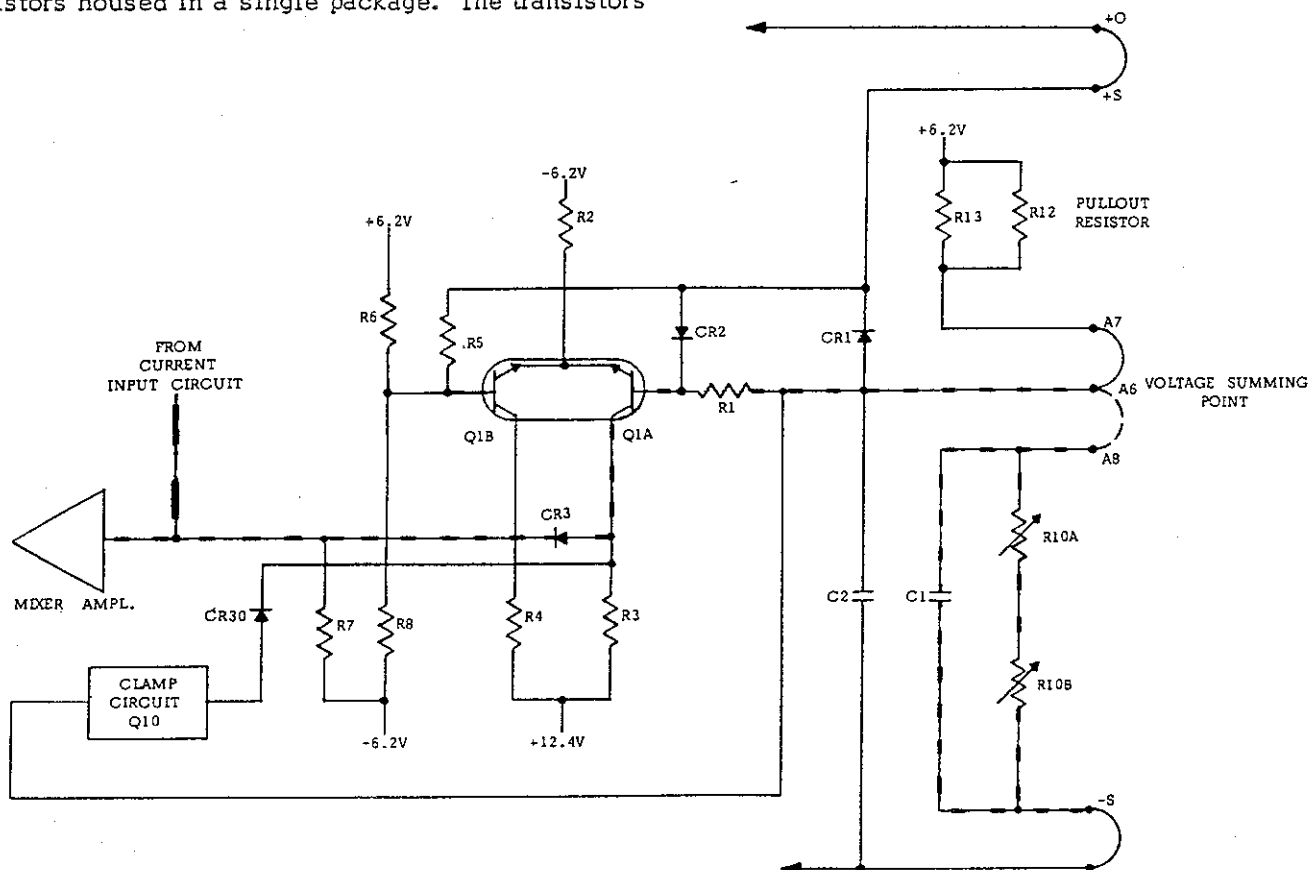 istors housed in a single package. The transistors
+O
+S
+6.2V
-6.2V
R2
R13
R12
PULLOUT
RESISTOR
+6.2V
R6
.R5
CR2
CR1
A7
FROM
CURRENT
INPUT CIRCUIT
A6
VOLTAGE SUMMING
POINT
R1
Q1B
Q1A
A8
CR3
R10A
MIXER AMPL.
CR30
R7
R8
R4
R3
C2
C1
CLAMP
CIRCUIT
Q10
R10B
-6.2V
+12.4V
-S